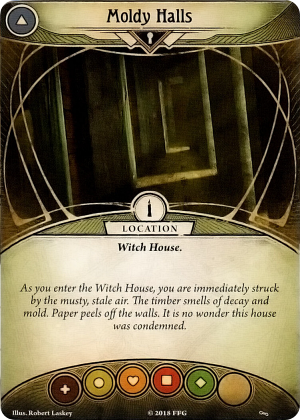 Moldy Halls
LOCATION
Witch House.
As you enter the Witch House, you are immediately struck
by the musty, stale air. The timber smells of decay and
mold. Paper peels off the walls. It is no wonder this house
was condemned.
Illus. Robert Laskey
© 2018 FFG